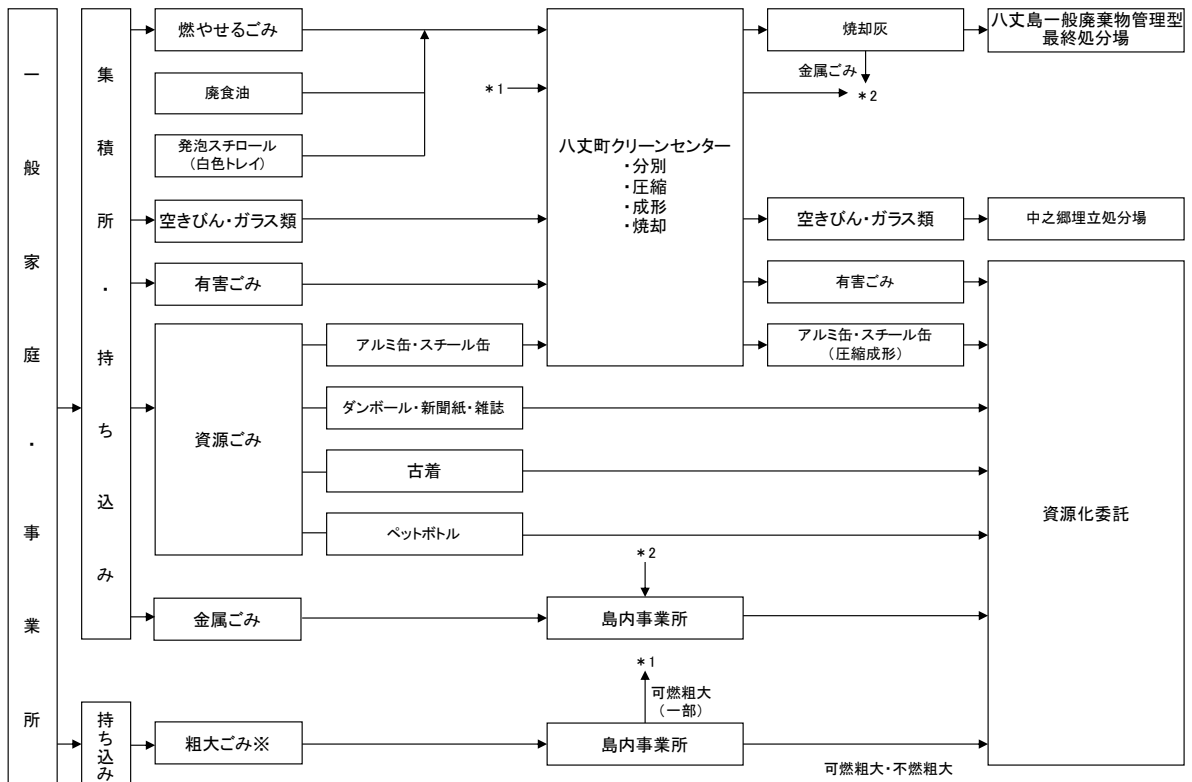 一般家庭・事業所
集積所・持ち込み
持ち込み
燃やせるごみ
廃食油
発泡スチロール
(白色トレイ)
空きびん・ガラス類
有害ごみ
資源ごみ
アルミ缶・スチール缶
ダンボール・新聞紙・雑誌
古着
ペットボトル
金属ごみ
粗大ごみ※
*1
八丈町クリーンセンター
・分別
・圧縮
・成形
・焼却
焼却灰
金属ごみ
*2
八丈島一般廃棄物管理型
最終処分場
空きびん・ガラス類
中之郷埋立処分場
有害ごみ
アルミ缶・スチール缶
(圧縮成形)
資源化委託
*2
島内事業所
*1
可燃粗大
(一部)
島内事業所
可燃粗大・不燃粗大